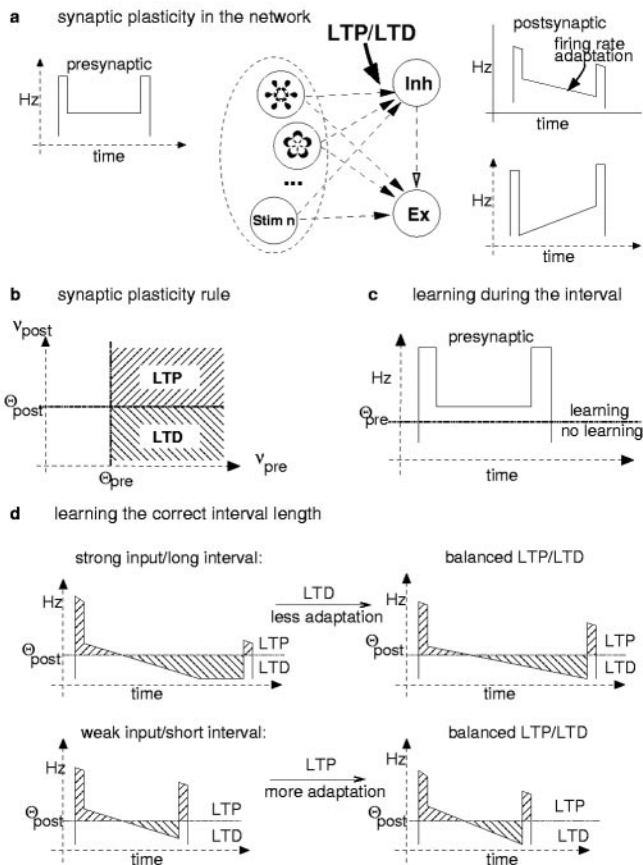 a synaptic plasticity in the network
LTP/LTD
presynaptic
Hz
time
...
Stim n
Inh
Ex
postsynaptic
firing rate
adaptation
Hz
time
b synaptic plasticity rule
νpost
Θpost
LTP
LTD
Θpre
νpre
c learning during the interval
presynaptic
Hz
Θpre
learning
no learning
time
d learning the correct interval length
strong input/long interval:
Hz
Θpost
LTP
LTD
time
LTD
less adaptation
balanced LTP/LTD
Hz
Θpost
LTP
LTD
time
weak input/short interval:
Hz
Θpost
LTP
LTD
time
LTP
more adaptation
balanced LTP/LTD
Hz
Θpost
LTP
LTD
time